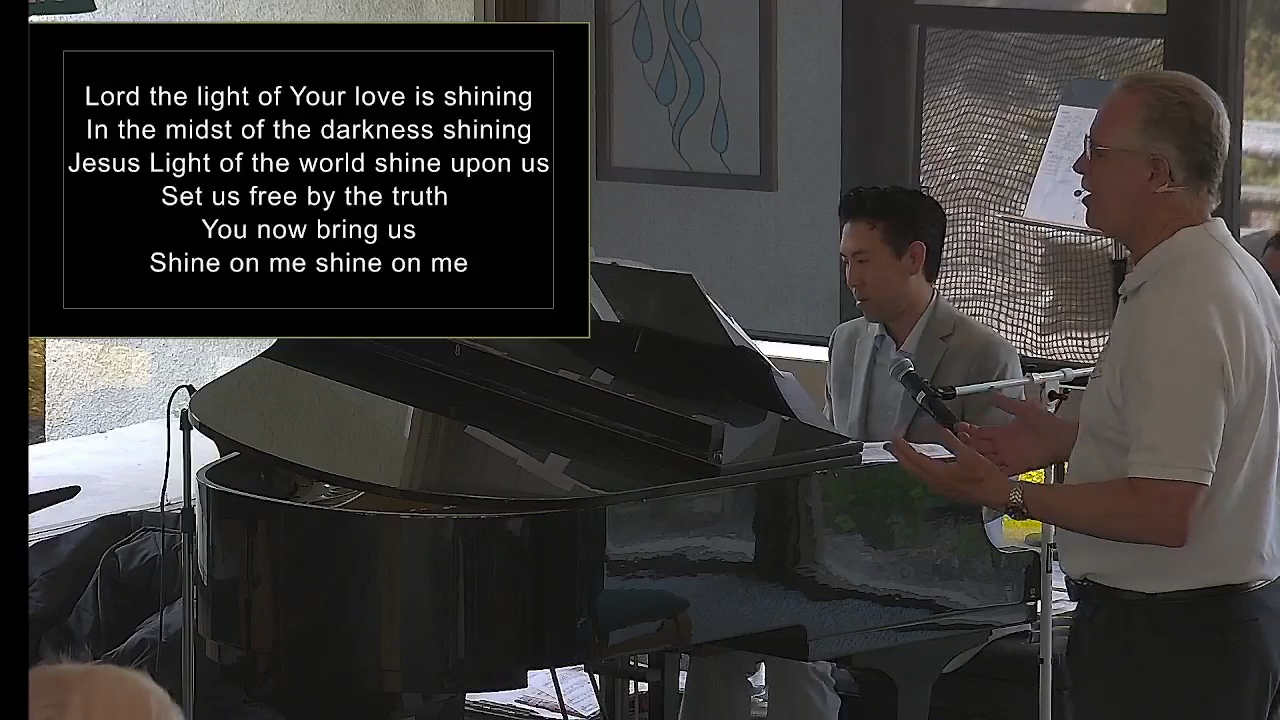 Lord the light of Your love is shining
In the midst of the darkness shining
Jesus Light of the world shine upon us
Set us free by the truth
You now bring us
Shine on me shine on me